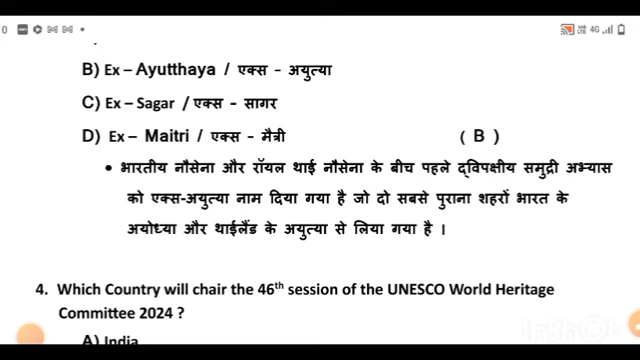 0 4G
B) Ex – Ayutthaya / एक्स - अयुत्या
C) Ex – Sagar / एक्स - सागर
D) Ex – Maitri / एक्स - मैत्री ( B )
• भारतीय नौसेना और रॉयल थाई नौसेना के बीच पहले द्विपक्षीय समुद्री अभ्यास
को एक्स-अयुत्या नाम दिया गया है जो दो सबसे पुराना शहरों भारत के
अयोध्या और थाईलैंड के अयुत्या से लिया गया है ।
4. Which Country will chair the 46th session of the UNESCO World Heritage
Committee 2024 ?
A) India